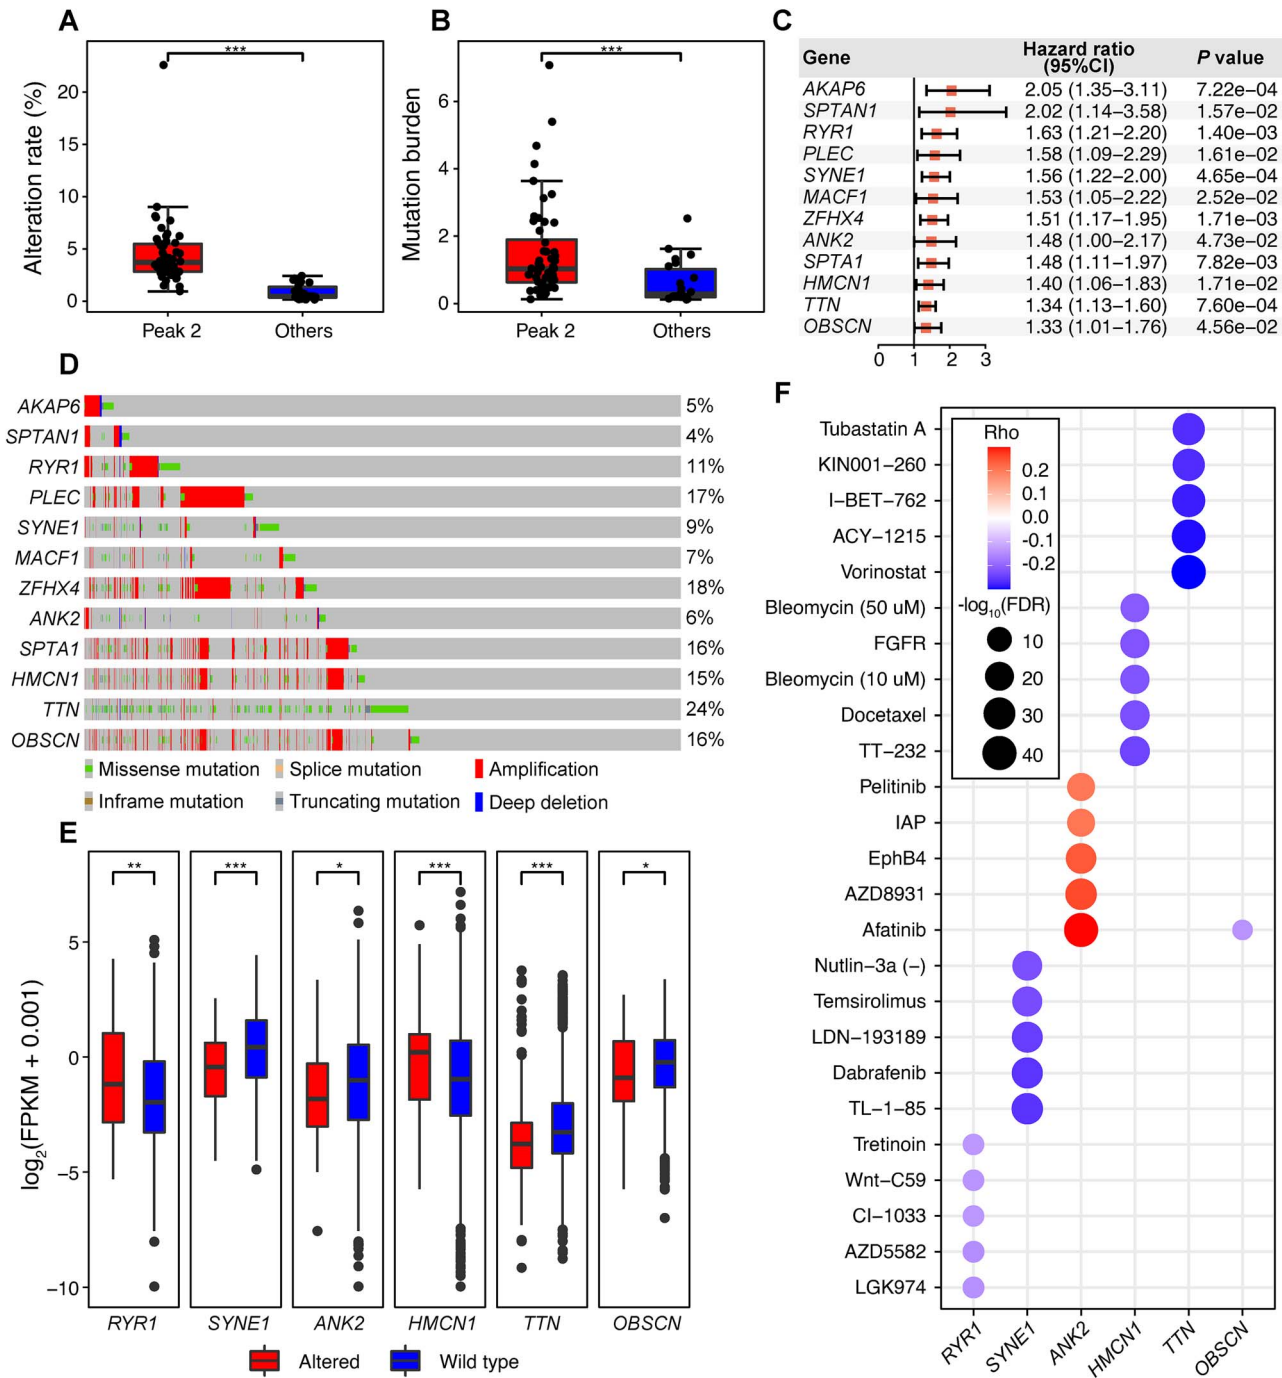 A
Alteration rate (%)
20
15
10
5
0
***
Peak 2
Others
B
Mutation burden
6
4
2
0
***
Peak 2
Others
C
Gene Hazard ratio (95%CI) P value
AKAP6 2.05 (1.35–3.11) 7.22e−04
SPTAN1 2.02 (1.14–3.58) 1.57e−02
RYR1 1.63 (1.21–2.20) 1.40e−03
PLEC 1.58 (1.09–2.29) 1.61e−02
SYNE1 1.56 (1.22–2.00) 4.65e−04
MACF1 1.53 (1.05–2.22) 2.52e−02
ZFHX4 1.51 (1.17–1.95) 1.71e−03
ANK2 1.48 (1.00–2.17) 4.73e−02
SPTA1 1.48 (1.11–1.97) 7.82e−03
HMCN1 1.40 (1.06–1.83) 1.71e−02
TTN 1.34 (1.13–1.60) 7.60e−04
OBSCN 1.33 (1.01–1.76) 4.56e−02
0 1 2 3
D
AKAP6 5%
SPTAN1 4%
RYR1 11%
PLEC 17%
SYNE1 9%
MACF1 7%
ZFHX4 18%
ANK2 6%
SPTA1 16%
HMCN1 15%
TTN 24%
OBSCN 16%
Missense mutation Splice mutation Amplification
Inframe mutation Truncating mutation Deep deletion
E
log2(FPKM + 0.001)
5
0
−5
−10
** *** * *** *** *
RYR1 SYNE1 ANK2 HMCN1 TTN OBSCN
Altered Wild type
F
Tubastatin A
KIN001−260
I−BET−762
ACY−1215
Vorinostat
Bleomycin (50 uM)
FGFR
Bleomycin (10 uM)
Docetaxel
TT−232
Pelitinib
IAP
EphB4
AZD8931
Afatinib
Nutlin−3a (−)
Temsirolimus
LDN−193189
Dabrafenib
TL−1−85
Tretinoin
Wnt−C59
CI−1033
AZD5582
LGK974
Rho
0.2
0.1
0.0
-0.1
-0.2
-log10(FDR)
10
20
30
40
RYR1 SYNE1 ANK2 HMCN1 TTN OBSCN